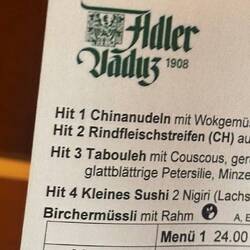 Adler
Vaduz 1908
Hit 1 Chinanudeln mit Wokgemü
Hit 2 Rindfleischstreifen (CH) au
Hit 3 Tabouleh mit Couscous, ger
glattblättrige Petersilie, Minze
Hit 4 Kleines Sushi 2 Nigiri (Lachs
Birchermüssli mit Rahm
Menü 1 24.00